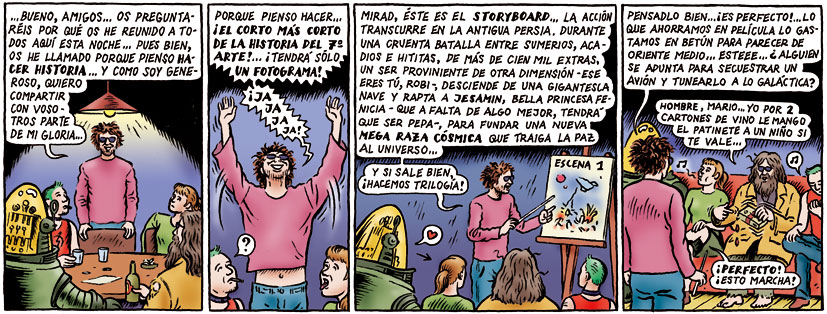 ...BUENO, AMIGOS... OS PREGUNTA-
RÉIS POR QUÉ OS HE REUNIDO A TO-
DOS AQUÍ ESTA NOCHE... PUES BIEN,
OS HE LLAMADO PORQUE PIENSO HA-
CER HISTORIA... Y COMO SOY GENE-
ROSO, QUIERO
COMPARTIR
CON VOSO-
TROS PARTE
DE MI GLORIA...
PORQUE PIENSO HACER...
¡EL CORTO MÁS CORTO
DE LA HISTORIA DEL 7º
ARTE!... ¡TENDRÁ SÓLO
UN FOTOGRAMA!
¡JA
JA
JA
JA!
?
MIRAD, ÉSTE ES EL STORYBOARD... LA ACCIÓN
TRANSCURRE EN LA ANTIGUA PERSIA. DURANTE
UNA CRUENTA BATALLA ENTRE SUMERIOS, ACA-
DIOS E HITITAS, DE MÁS DE CIEN MIL EXTRAS,
UN SER PROVINIENTE DE OTRA DIMENSIÓN -ESE
ERES TÚ, ROBI-, DESCIENDE DE UNA GIGANTESCA
NAVE Y RAPTA A JESAMÍN, BELLA PRINCESA FE-
NICIA - QUE A FALTA DE ALGO MEJOR, TENDRÁ
QUE SER PEPA-, PARA FUNDAR UNA NUEVA
MEGA RAZA CÓSMICA QUE TRAIGA LA PAZ
AL UNIVERSO...
Y SI SALE BIEN,
¡HACEMOS TRILOGÍA!
ESCENA 1
PENSADLO BIEN...¡ES PERFECTO!... LO
QUE AHORRAMOS EN PELÍCULA LO GAS-
TAMOS EN BETÚN PARA PARECER DE
ORIENTE MEDIO... ESTEEE... ¿ALGUIEN
SE APUNTA PARA SECUESTRAR UN
AVIÓN Y TUNEARLO A LO GALÁCTICA?
HOMBRE, MARIO... YO POR 2
CARTONES DE VINO LE MANGO
EL PATINETE A UN NIÑO SI
TE VALE...
¡PERFECTO!
¡ESTO MARCHA!